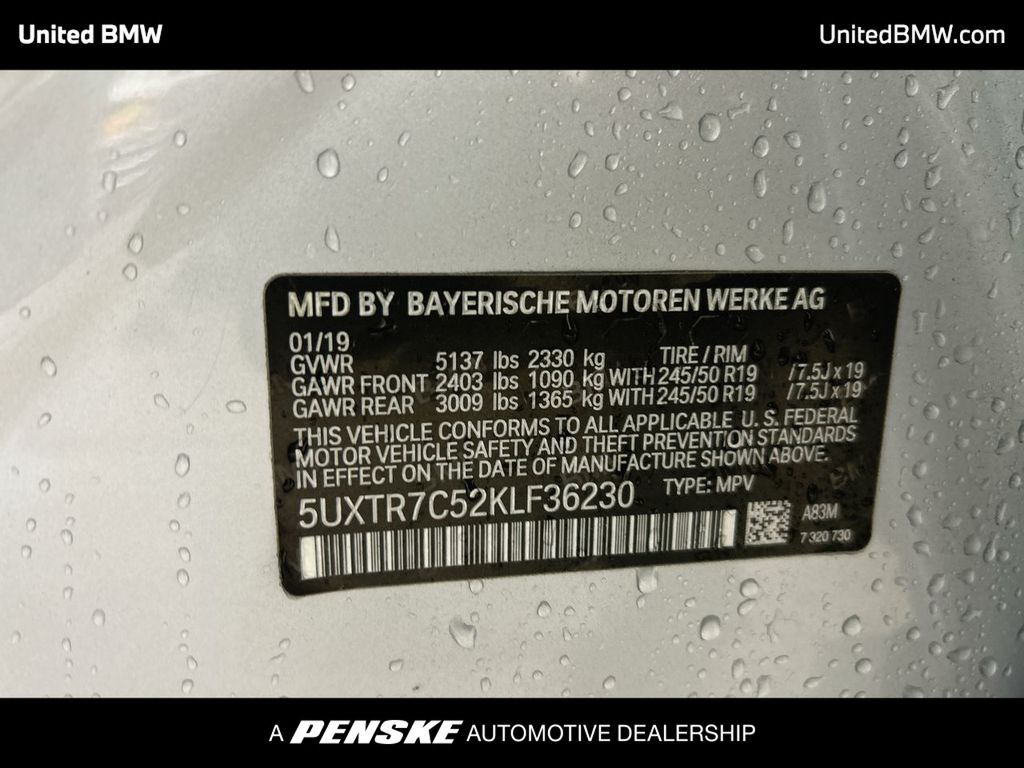 United BMW
UnitedBMW.com
MFD BY BAYERISCHE MOTOREN WERKE AG
01/19
GVWR 5137 lbs 2330 kg TIRE / RIM
GAWR FRONT 2403 lbs 1090 kg WITH 245/50 R19 /7.5J x 19
GAWR REAR 3009 lbs 1365 kg WITH 245/50 R19 /7.5J x 19
THIS VEHICLE CONFORMS TO ALL APPLICABLE U. S. FEDERAL
MOTOR VEHICLE SAFETY AND THEFT PREVENTION STANDARDS
IN EFFECT ON THE DATE OF MANUFACTURE SHOWN ABOVE.
5UXTR7C52KLF36230 TYPE: MPV
A83M
7 320 730
A PENSKE AUTOMOTIVE DEALERSHIP